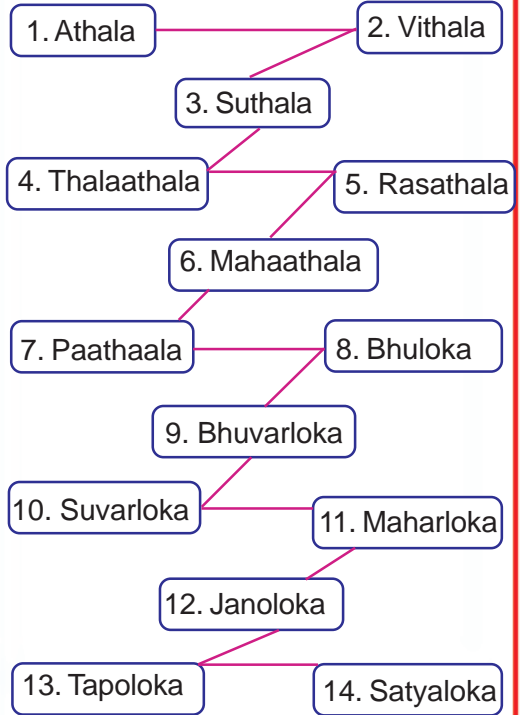 1. Athala
2. Vithala
3. Suthala
4. Thalaathala
5. Rasathala
6. Mahaathala
7. Paathaala
8. Bhuloka
9. Bhuvarloka
10. Suvarloka
11. Maharloka
12. Janoloka
13. Tapoloka
14. Satyaloka